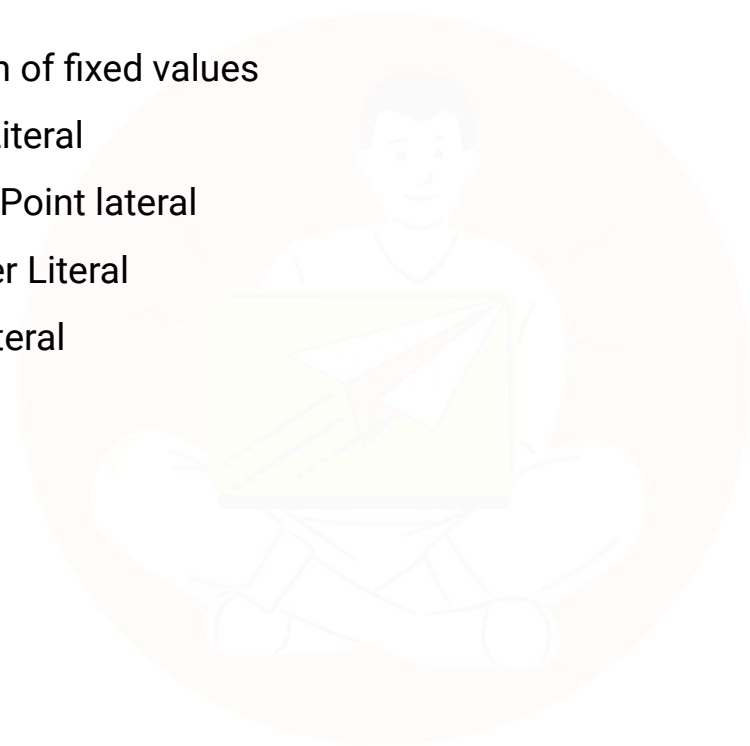 n of fixed values
iteral
Point lateral
er Literal
teral